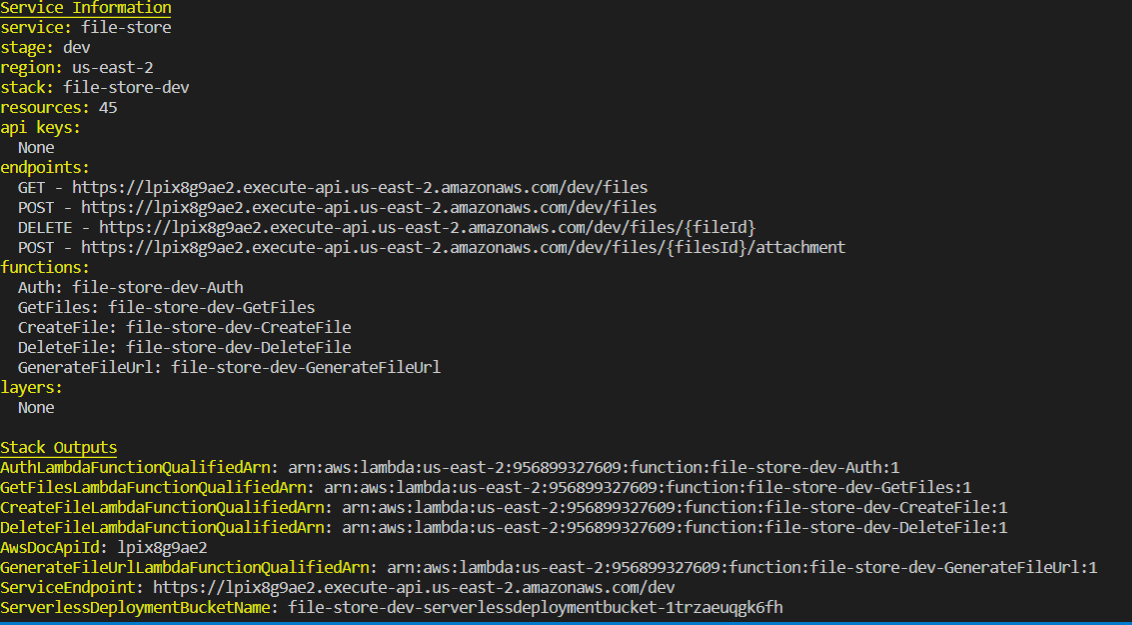 Service Information
service: file-store
stage: dev
region: us-east-2
stack: file-store-dev
resources: 45
api keys:
  None
endpoints:
  GET - https://lpix8g9ae2.execute-api.us-east-2.amazonaws.com/dev/files
  POST - https://lpix8g9ae2.execute-api.us-east-2.amazonaws.com/dev/files
  DELETE - https://lpix8g9ae2.execute-api.us-east-2.amazonaws.com/dev/files/{fileId}
  POST - https://lpix8g9ae2.execute-api.us-east-2.amazonaws.com/dev/files/{filesId}/attachment
functions:
  Auth: file-store-dev-Auth
  GetFiles: file-store-dev-GetFiles
  CreateFile: file-store-dev-CreateFile
  DeleteFile: file-store-dev-DeleteFile
  GenerateFileUrl: file-store-dev-GenerateFileUrl
layers:
  None

Stack Outputs
AuthLambdaFunctionQualifiedArn: arn:aws:lambda:us-east-2:956899327609:function:file-store-dev-Auth:1
GetFilesLambdaFunctionQualifiedArn: arn:aws:lambda:us-east-2:956899327609:function:file-store-dev-GetFiles:1
CreateFileLambdaFunctionQualifiedArn: arn:aws:lambda:us-east-2:956899327609:function:file-store-dev-CreateFile:1
DeleteFileLambdaFunctionQualifiedArn: arn:aws:lambda:us-east-2:956899327609:function:file-store-dev-DeleteFile:1
AwsDocApiId: lpix8g9ae2
GenerateFileUrlLambdaFunctionQualifiedArn: arn:aws:lambda:us-east-2:956899327609:function:file-store-dev-GenerateFileUrl:1
ServiceEndpoint: https://lpix8g9ae2.execute-api.us-east-2.amazonaws.com/dev
ServerlessDeploymentBucketName: file-store-dev-serverlessdeploymentbucket-1trzaeuqgk6fh